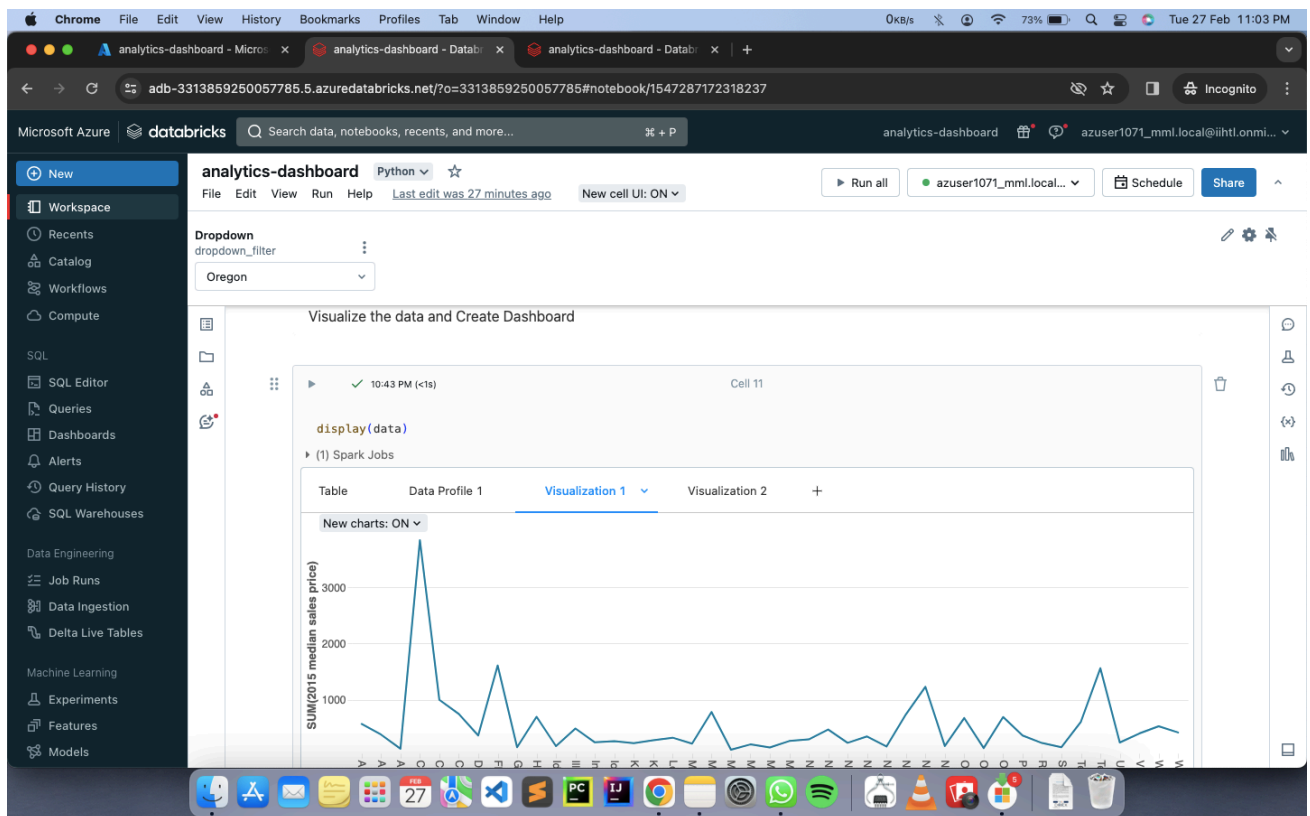 Chrome File Edit View History Bookmarks Profiles Tab Window Help 0KB/s 73% Tue 27 Feb 11:03 PM
analytics-dashboard - Micros analytics-dashboard - Databr analytics-dashboard - Databr
adb-3313859250057785.5.azuredatabricks.net/?o=3313859250057785#notebook/1547287172318237 Incognito
Microsoft Azure databricks Search data, notebooks, recents, and more... ⌘ + P analytics-dashboard azuser1071_mml.local@iihtl.onmi...
New
Workspace
Recents
Catalog
Workflows
Compute
SQL
SQL Editor
Queries
Dashboards
Alerts
Query History
SQL Warehouses
Data Engineering
Job Runs
Data Ingestion
Delta Live Tables
Machine Learning
Experiments
Features
Models
analytics-dashboard Python
File Edit View Run Help Last edit was 27 minutes ago New cell UI: ON
Run all azuser1071_mml.local... Schedule Share
Dropdown
dropdown_filter
Oregon
Visualize the data and Create Dashboard
10:43 PM (<1s) Cell 11
display(data)
(1) Spark Jobs
Table Data Profile 1 Visualization 1 Visualization 2 +
New charts: ON
SUM(2015 median sales price)
3000
2000
1000
FEB
27
PC
IJ
5